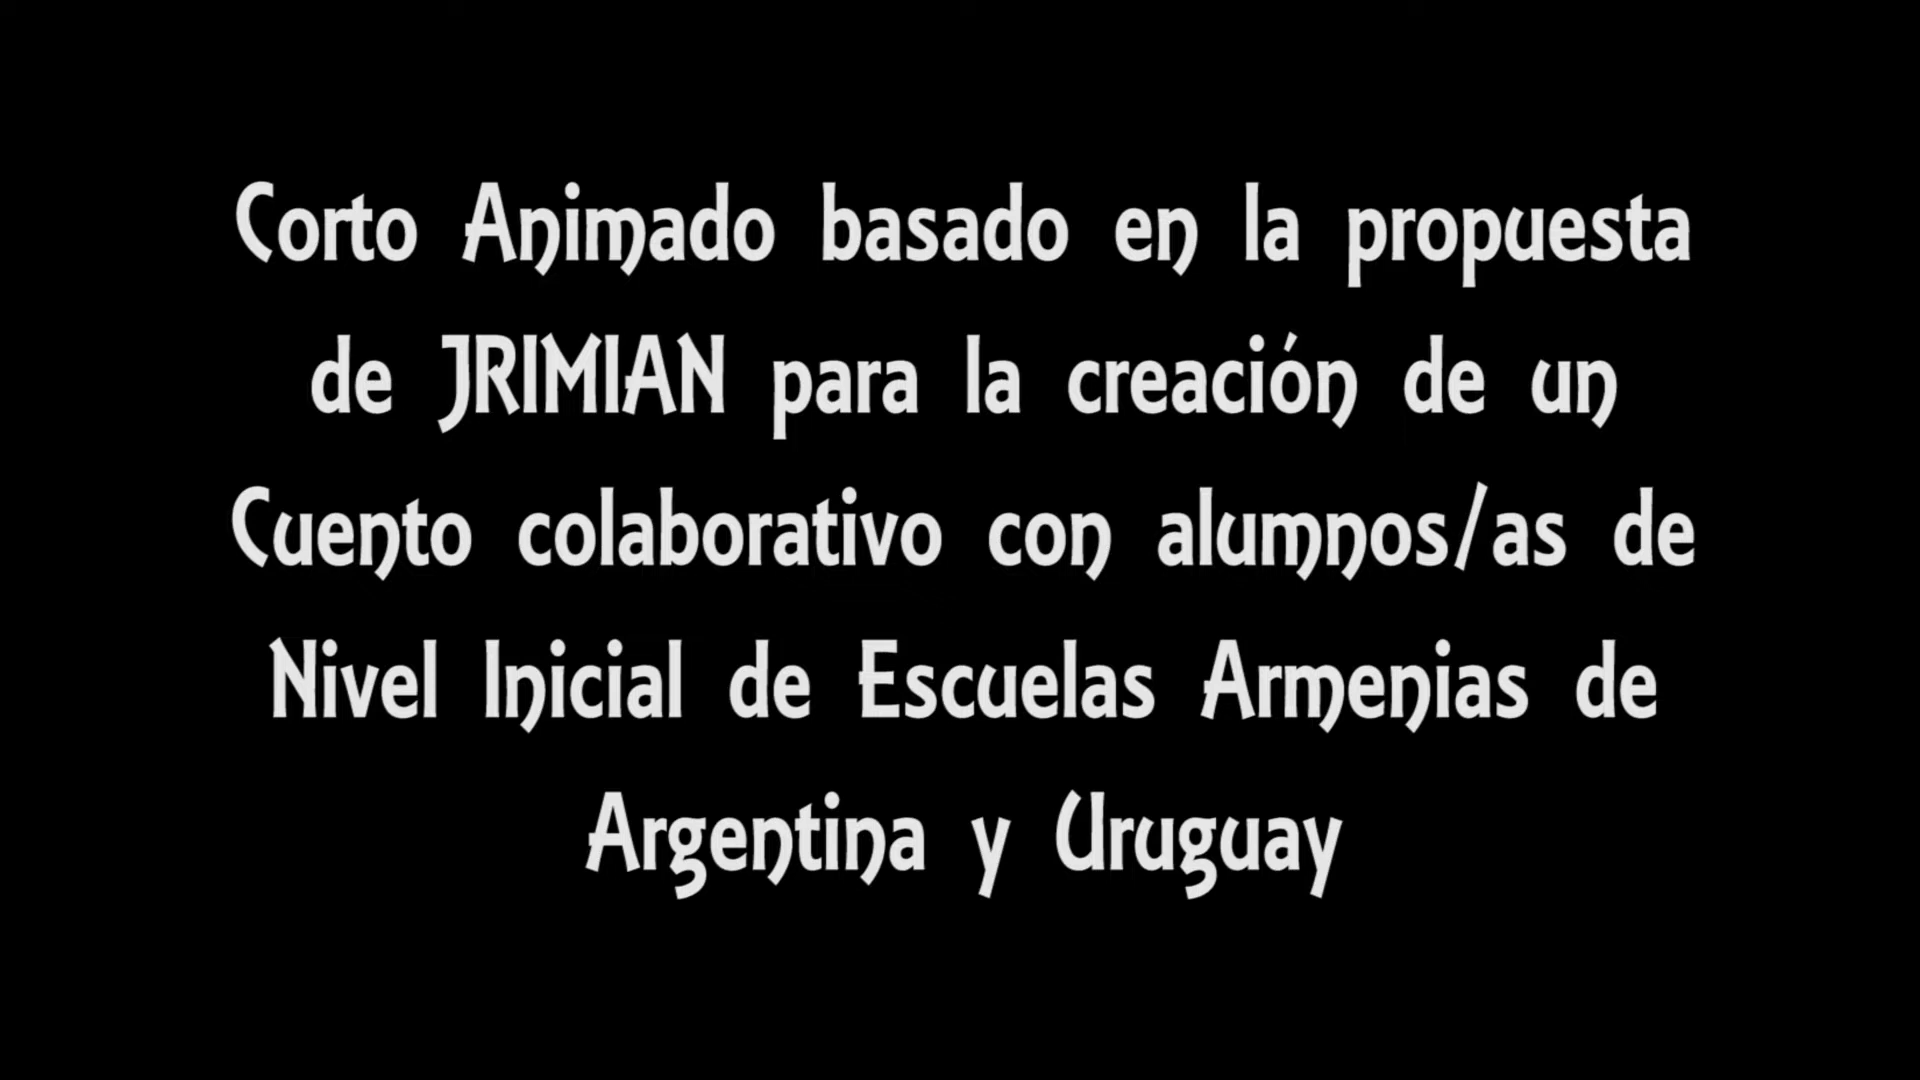 Corto Animado basado en la propuesta
de JRIMIAN para la creación de un
Cuento colaborativo con alumnos/as de
Nivel Inicial de Escuelas Armenias de
Argentina y Uruguay